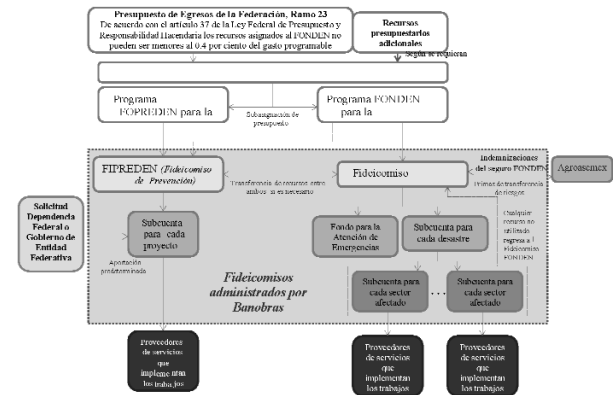 Presupuesto de Egresos de la Federación, Ramo 23
De acuerdo con el artículo 37 de la Ley Federal de Presupuesto y
Responsabilidad Hacendaria los recursos asignados al FONDEN no
pueden ser menores al 0.4 por ciento del gasto programable
Recursos
presupuestarios
adicionales
Según se requieran
Programa
FOPREDEN para la
Subasignación de
presupuesto
Programa FONDEN
para la
FIPREDEN (Fideicomiso
de Prevención)
Transferencia de recursos entre
ambos si es necesario
Fideicomiso
Indemnizaciones
del seguro FONDEN
Primas de transferencia
de riesgos
Agroasemex
Solicitud
Dependencia
Federal o
Gobierno de
Entidad
Federativa
Subcuenta
para cada
proyecto
Aportación
predeterminada
Fondo para la
Atención de
Emergencias
Subcuenta para
cada desastre
Cualquier
recurso no
utilizado
regresa al
Fideicomiso
FONDEN
Fideicomisos
administrados por
Banobras
Subcuenta para
cada sector
afectado
...
Subcuenta para
cada sector
afectado
Proveedores
de servicios
que
implementan
los trabajos
Proveedores
de servicios
que
implementan
los trabajos
Proveedores
de servicios
que
implementan
los trabajos